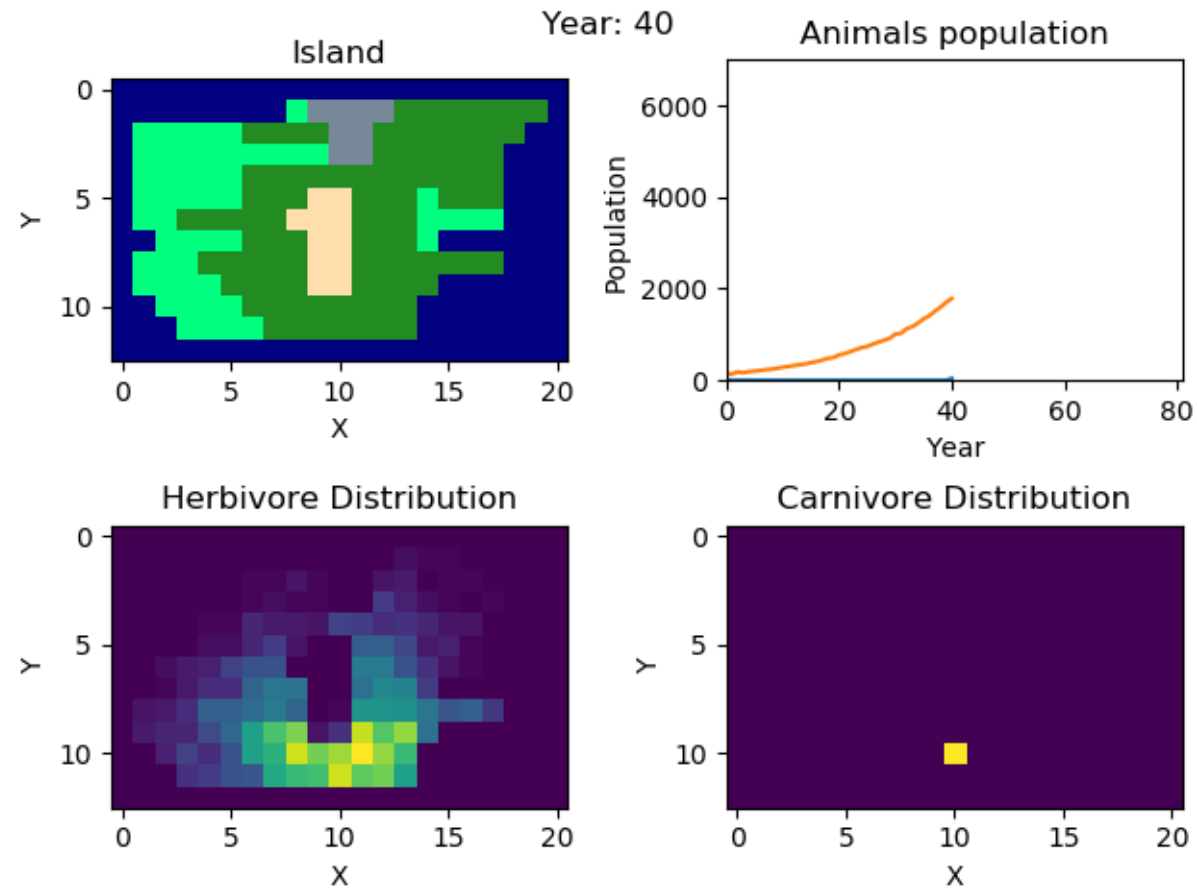 Year: 40
Island
0
5
10
Y
0 5 10 15 20
X
Animals population
6000
4000
2000
0
Population
0 20 40 60 80
Year
Herbivore Distribution
0
5
10
Y
0 5 10 15 20
X
Carnivore Distribution
0
5
10
Y
0 5 10 15 20
X